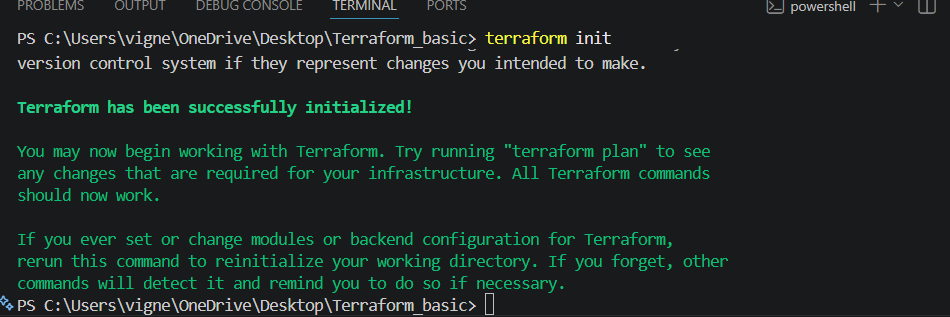 PROBLEMS OUTPUT DEBUG CONSOLE TERMINAL PORTS powershell
PS C:\Users\vigne\OneDrive\Desktop\Terraform_basic> terraform init
version control system if they represent changes you intended to make.
Terraform has been successfully initialized!
You may now begin working with Terraform. Try running "terraform plan" to see
any changes that are required for your infrastructure. All Terraform commands
should now work.
If you ever set or change modules or backend configuration for Terraform,
rerun this command to reinitialize your working directory. If you forget, other
commands will detect it and remind you to do so if necessary.
PS C:\Users\vigne\OneDrive\Desktop\Terraform_basic>